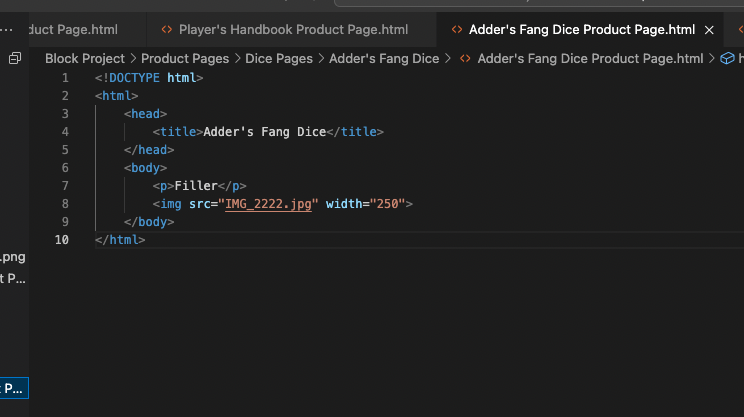 duct Page.html <> Player's Handbook Product Page.html <> Adder's Fang Dice Product Page.html ×
Block Project > Product Pages > Dice Pages > Adder's Fang Dice > <> Adder's Fang Dice Product Page.html > h
1 <!DOCTYPE html>
2 <html>
3 <head>
4 <title>Adder's Fang Dice</title>
5 </head>
6 <body>
7 <p>Filler</p>
8 <img src="IMG_2222.jpg" width="250">
9 </body>
10 </html>
.png
t P...
t P...